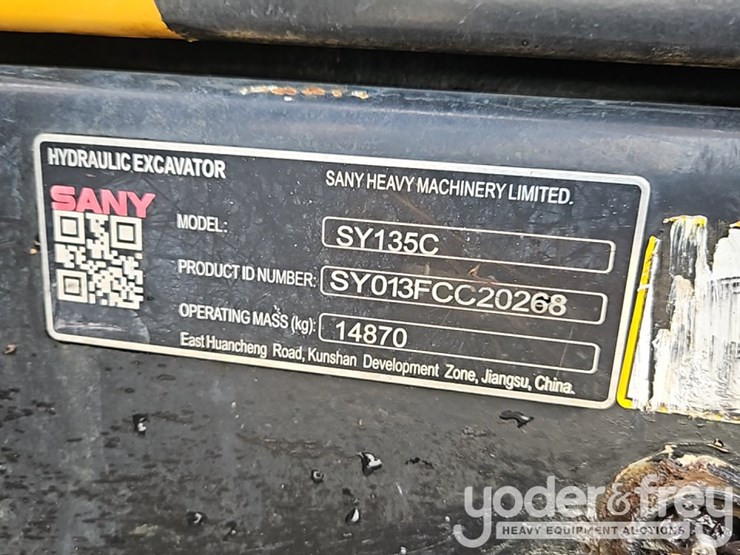 HYDRAULIC EXCAVATOR
SANY HEAVY MACHINERY LIMITED.
SANY
MODEL: SY135C
PRODUCT ID NUMBER: SY013FCC20268
OPERATING MASS (kg): 14870
East Huancheng Road, Kunshan Development Zone, Jiangsu, China.
yoder&frey
HEAVY EQUIPMENT AUCTIONS